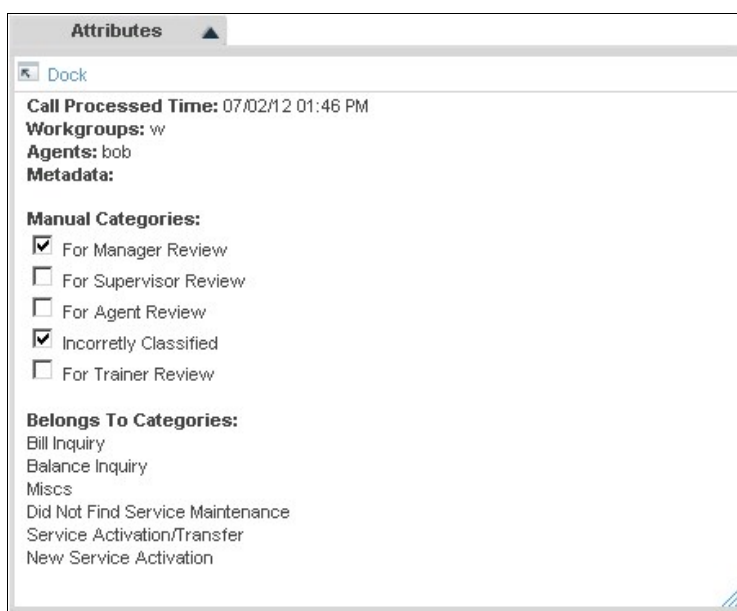 Attributes
Dock
Call Processed Time: 07/02/12 01:46 PM
Workgroups: w
Agents: bob
Metadata:
Manual Categories:
For Manager Review
For Supervisor Review
For Agent Review
Incorretly Classified
For Trainer Review
Belongs To Categories:
Bill Inquiry
Balance Inquiry
Miscs
Did Not Find Service Maintenance
Service Activation/Transfer
New Service Activation